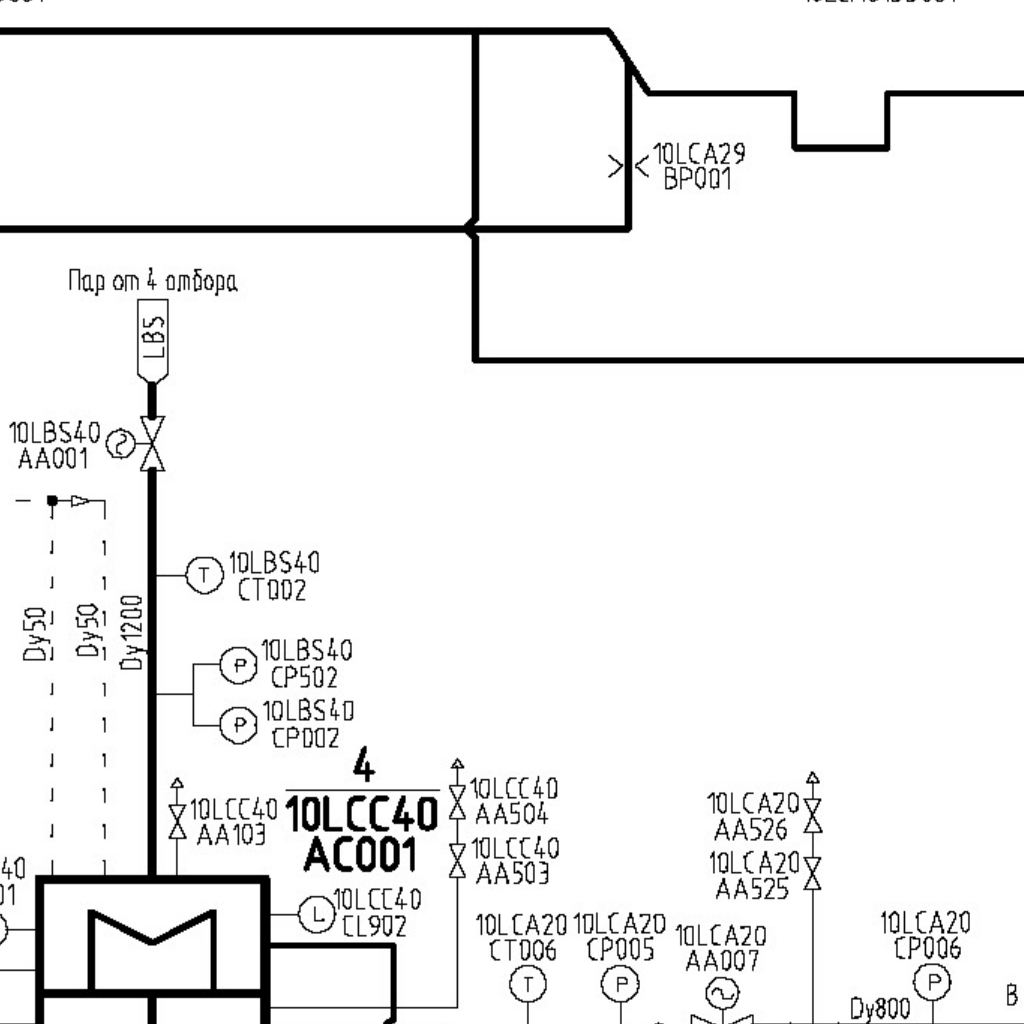 10LCA29
BP001
Пар от 4 отбора
LBS
10LBS40
AA001
10LBS40
CT002
Dy50
Dy50
Dy1200
10LBS40
CP502
P
10LBS40
CP002
P
T
4
10LCC40
AC001
10LCC40
AA103
10LCC40
AA504
10LCC40
AA503
10LCA20
AA526
10LCA20
AA525
40
01
10LCC40
CL902
L
10LCA20
CT006
T
10LCA20
CP005
P
10LCA20
AA007
10LCA20
CP006
P
Dy800
В